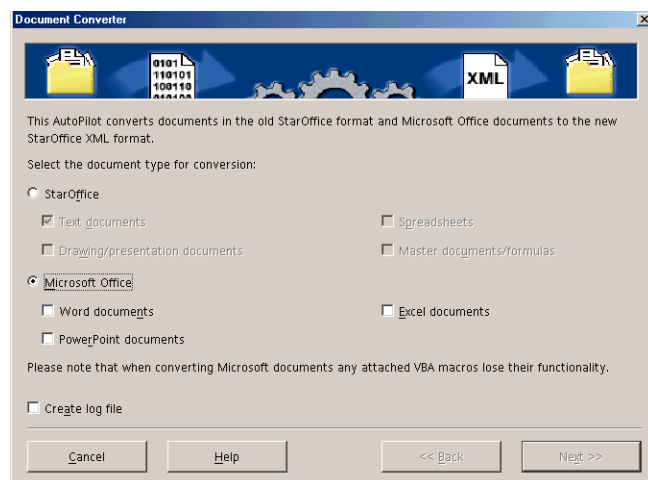 Document Converter
0101
110101
100110
010100
XML
This AutoPilot converts documents in the old StarOffice format and Microsoft Office documents to the new
StarOffice XML format.
Select the document type for conversion:
StarOffice
Text documents
Spreadsheets
Drawing/presentation documents
Master documents/formulas
Microsoft Office
Word documents
Excel documents
PowerPoint documents
Please note that when converting Microsoft documents any attached VBA macros lose their functionality.
Create log file
Cancel
Help
<< Back
Next >>